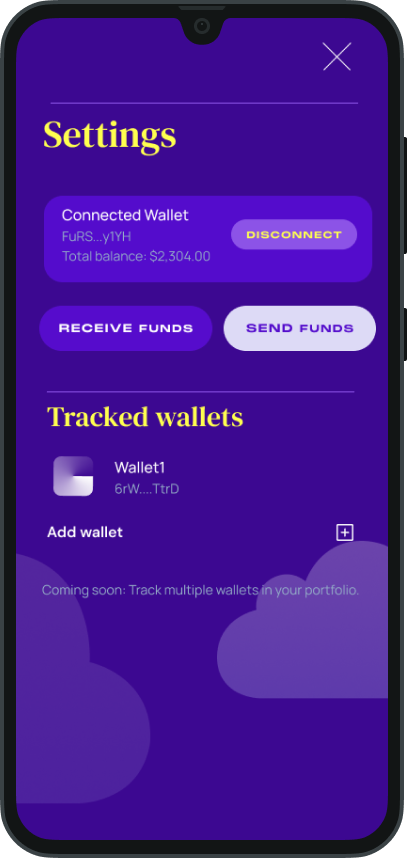 Settings
Connected Wallet
FuRS...y1YH
Total balance: $2,304.00
DISCONNECT
RECEIVE FUNDS
SEND FUNDS
Tracked wallets
Wallet1
6rW....TtrD
Add wallet
Coming soon: Track multiple wallets in your portfolio.